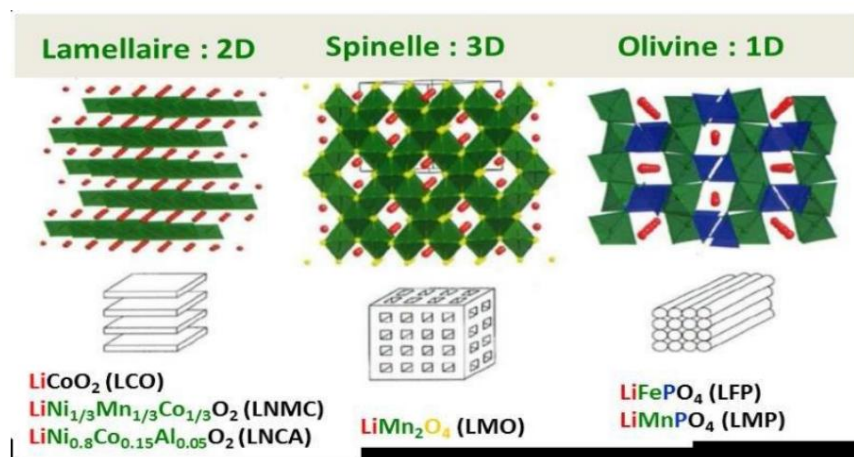 Lamellaire : 2D
Spinelle : 3D
Olivine : 1D
LiCoO₂ (LCO)
LiNi₁/₃Mn₁/₃Co₁/₃O₂ (LNMC)
LiNi₀.₈Co₀.₁₅Al₀.₀₅O₂ (LNCA)
LiMn₂O₄ (LMO)
LiFePO₄ (LFP)
LiMnPO₄ (LMP)